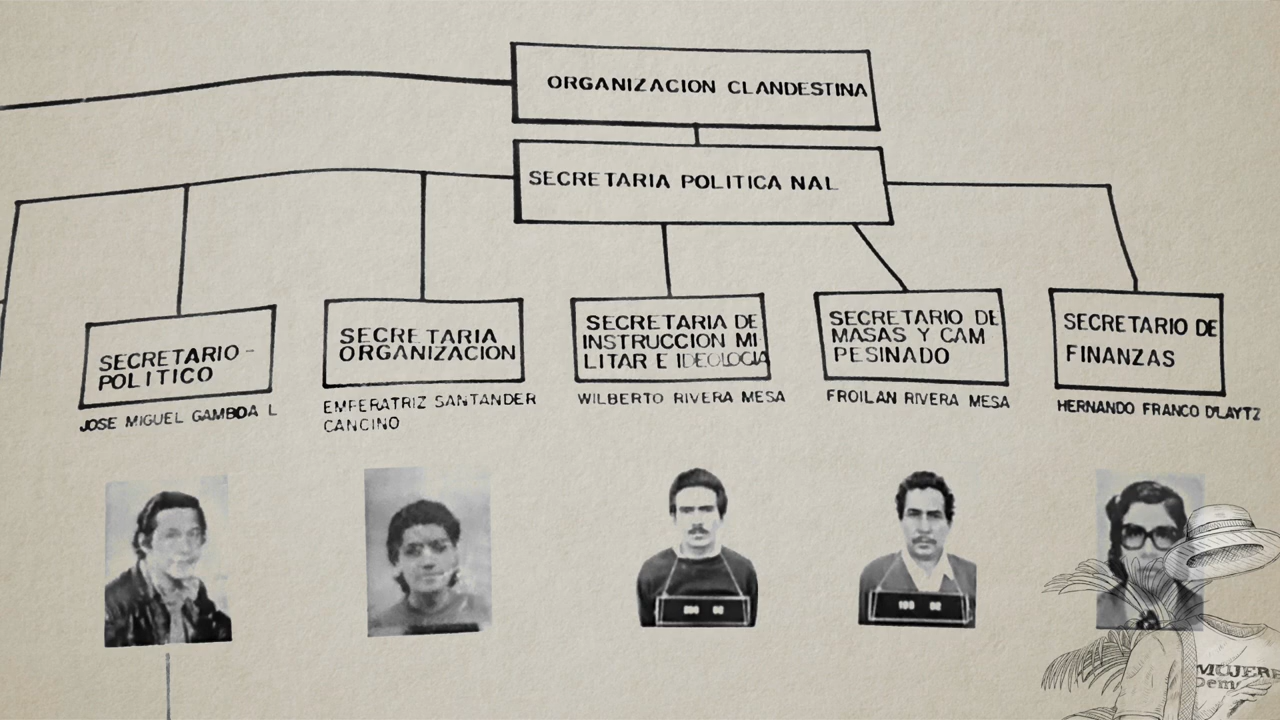 ORGANIZACION CLANDESTINA
SECRETARIA POLITICA NAL
SECRETARIO-
POLITICO
JOSE MIGUEL GAMBOA L
SECRETARIA
ORGANIZACION
EMPERATRIZ SANTANDER
CANCINO
SECRETARIA DE
INSTRUCCION MI
LITAR E IDEOLOGIA
WILBERTO RIVERA MESA
SECRETARIO DE
MASAS Y CAM
PESINADO
FROILAN RIVERA MESA
SECRETARIO DE
FINANZAS
HERNANDO FRANCO D'LAYTZ
MUJERE
Dem